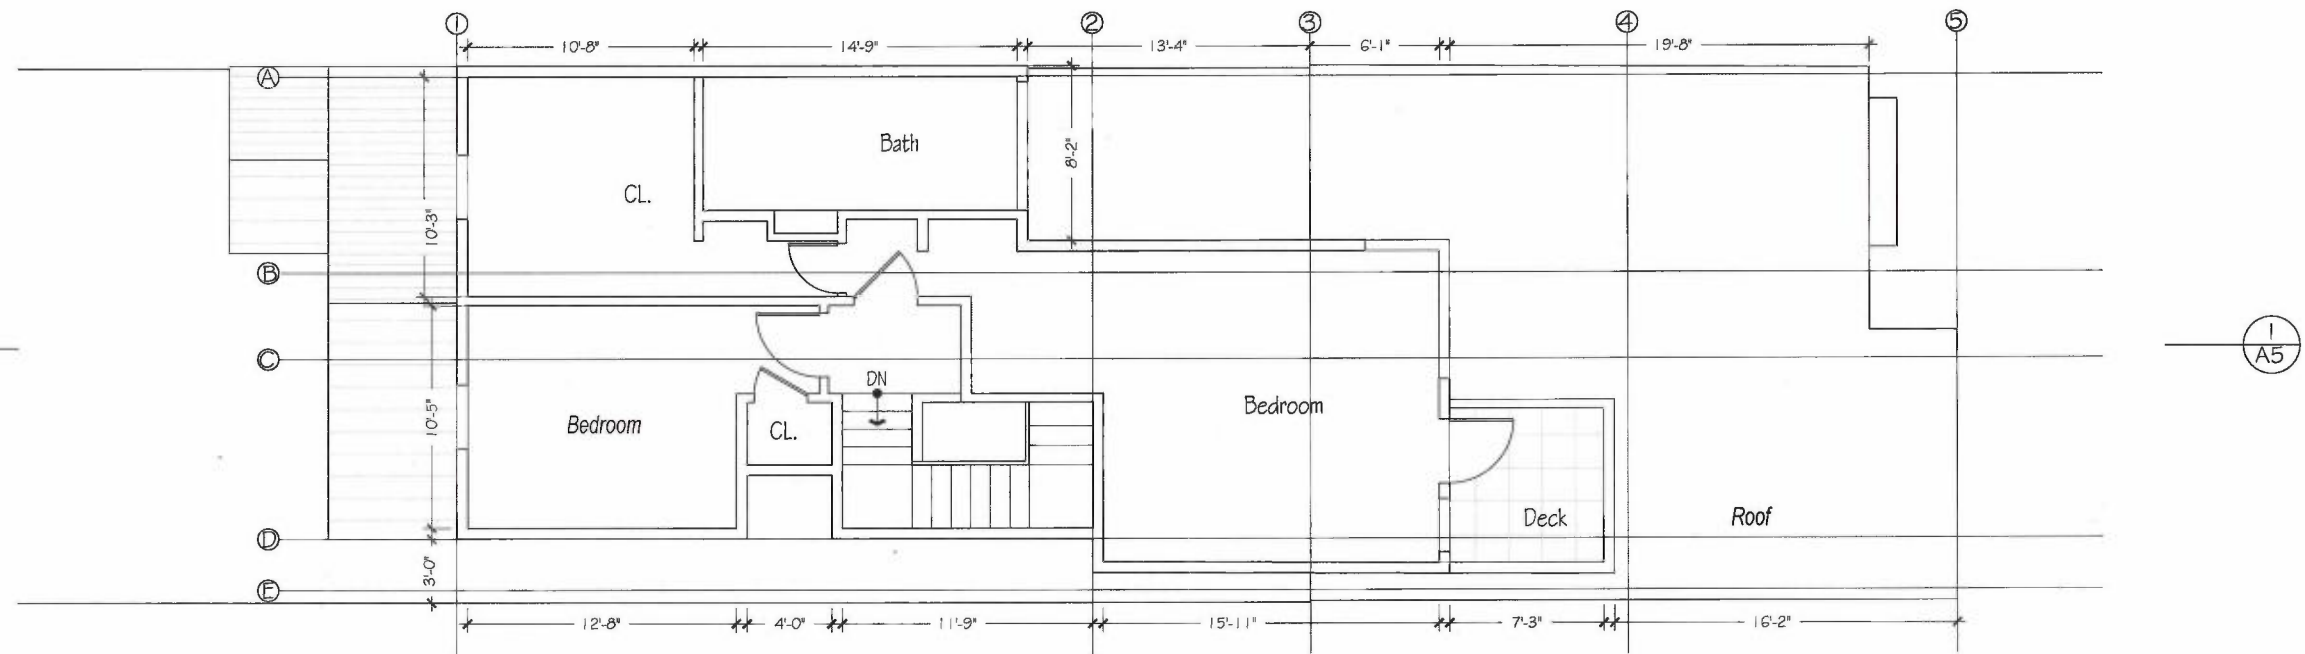 1 2 3 4 5
10'-8" 14'-9" 13'-4" 6'-1" 19'-8"
A
Bath
8'-2"
CL.
10'-3"
B
C
1
A5
DN
Bedroom
Bedroom
10'-5"
CL.
Deck
Roof
D
3'-0"
E
12'-8" 4'-0" 11'-9" 15'-11" 7'-3" 16'-2"